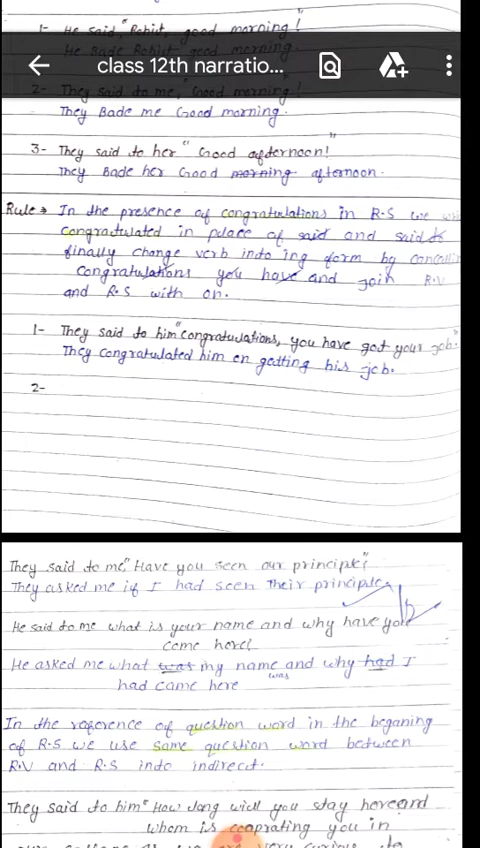 1- He said "Rohit, good morning!"
class 12th narratio...
He Bade Rohit good morning.
2- They said to me, "Good morning!"
They Bade me Good morning.
3- They said to her "Good afternoon!"
They Bade her Good morning afternoon.
Rule → In the presence of congratulations in R.S we
congratulated in place of said and said to
finally change verb into ing form by
congratulations you have and join R.V
and R.S with on.
1- They said to him "congratulations, you have got your job."
They congratulated him on getting his job.
2-
They said to me, "Have you seen our principle"
They asked me if I had seen Their principle
He said to me what is your name and why have you
come here!
He asked me what was my name and why had I
was
had came here
In the reference of question word in the beganing
of R.S we use same question word between
R.V and R.S into indirect.
They said to him "How long will you stay here and
whom is cooprating you in